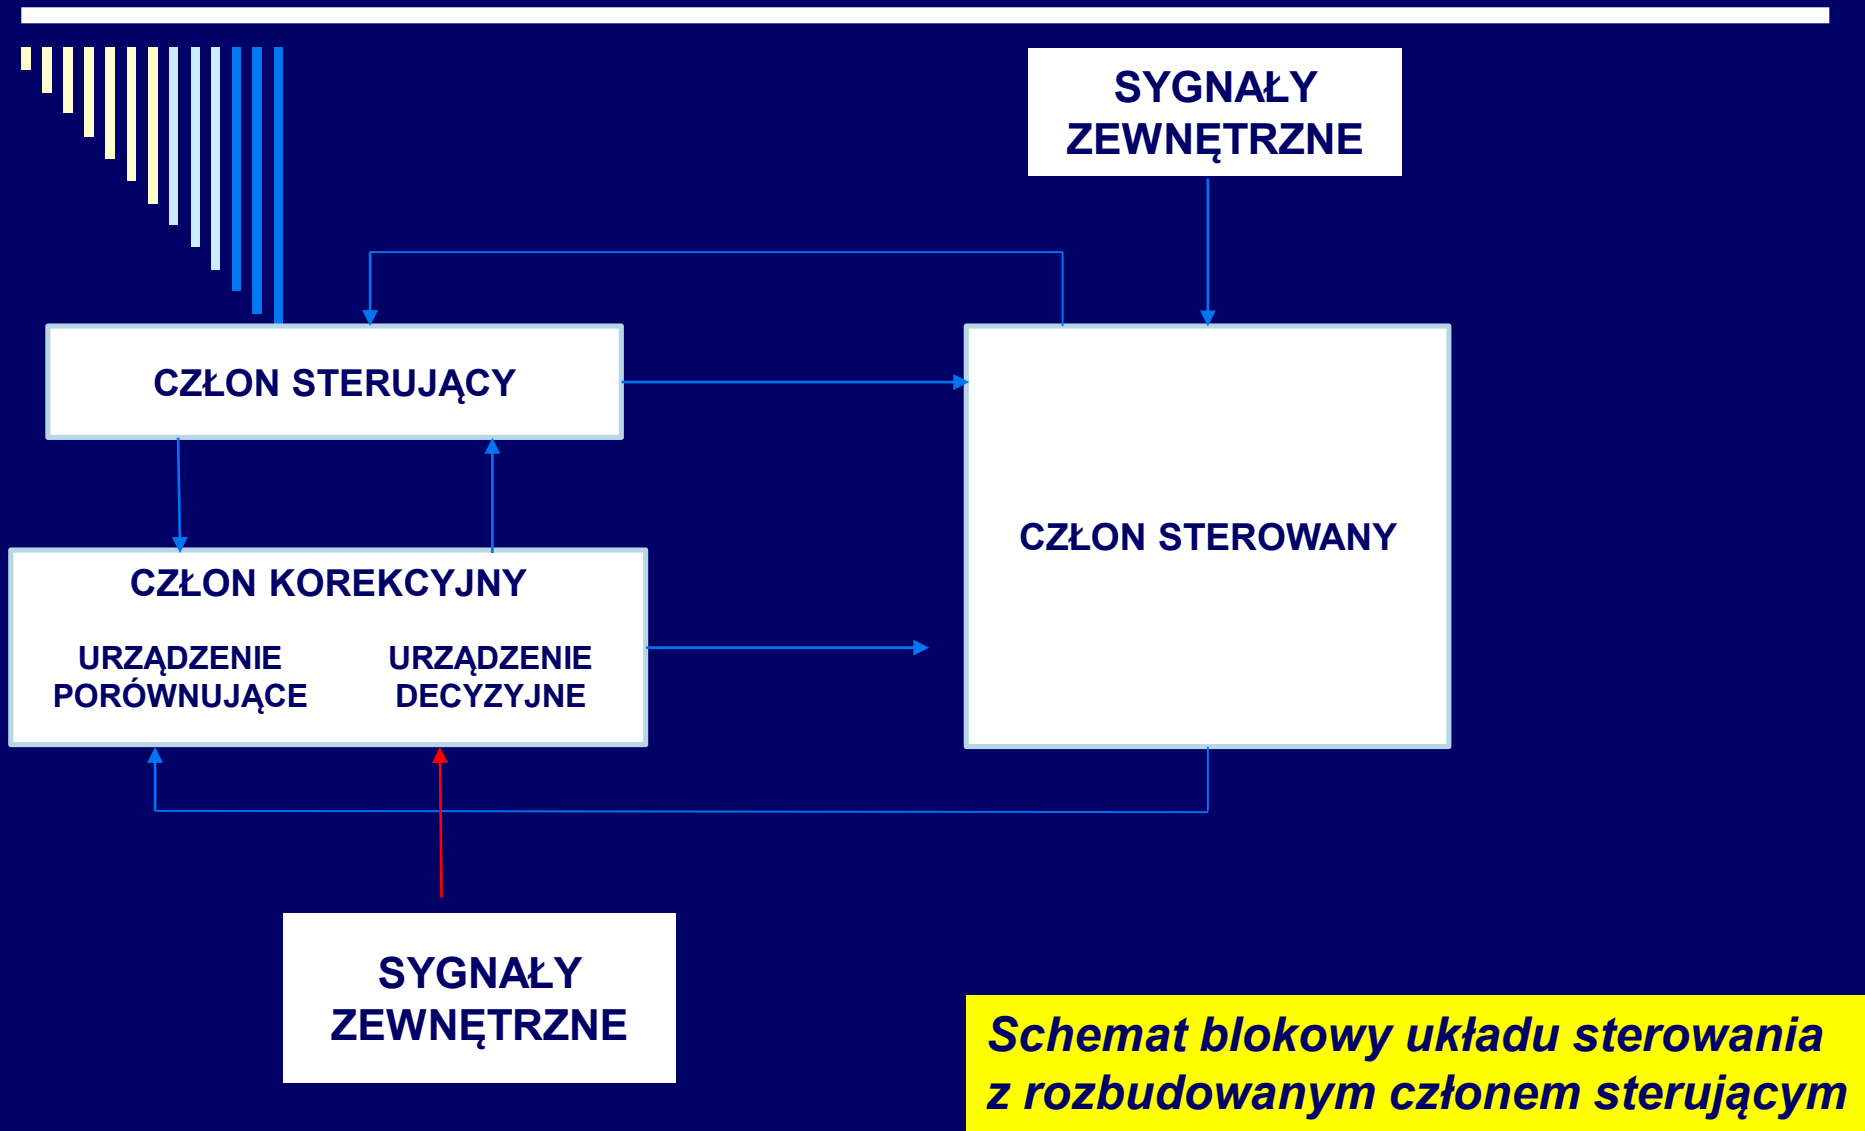 SYGNAŁY
ZEWNĘTRZNE
CZŁON STERUJĄCY
CZŁON STEROWANY
CZŁON KOREKCYJNY
URZĄDZENIE
PORÓWNUJĄCE
URZĄDZENIE
DECYZYJNE
SYGNAŁY
ZEWNĘTRZNE
Schemat blokowy układu sterowania
z rozbudowanym członem sterującym